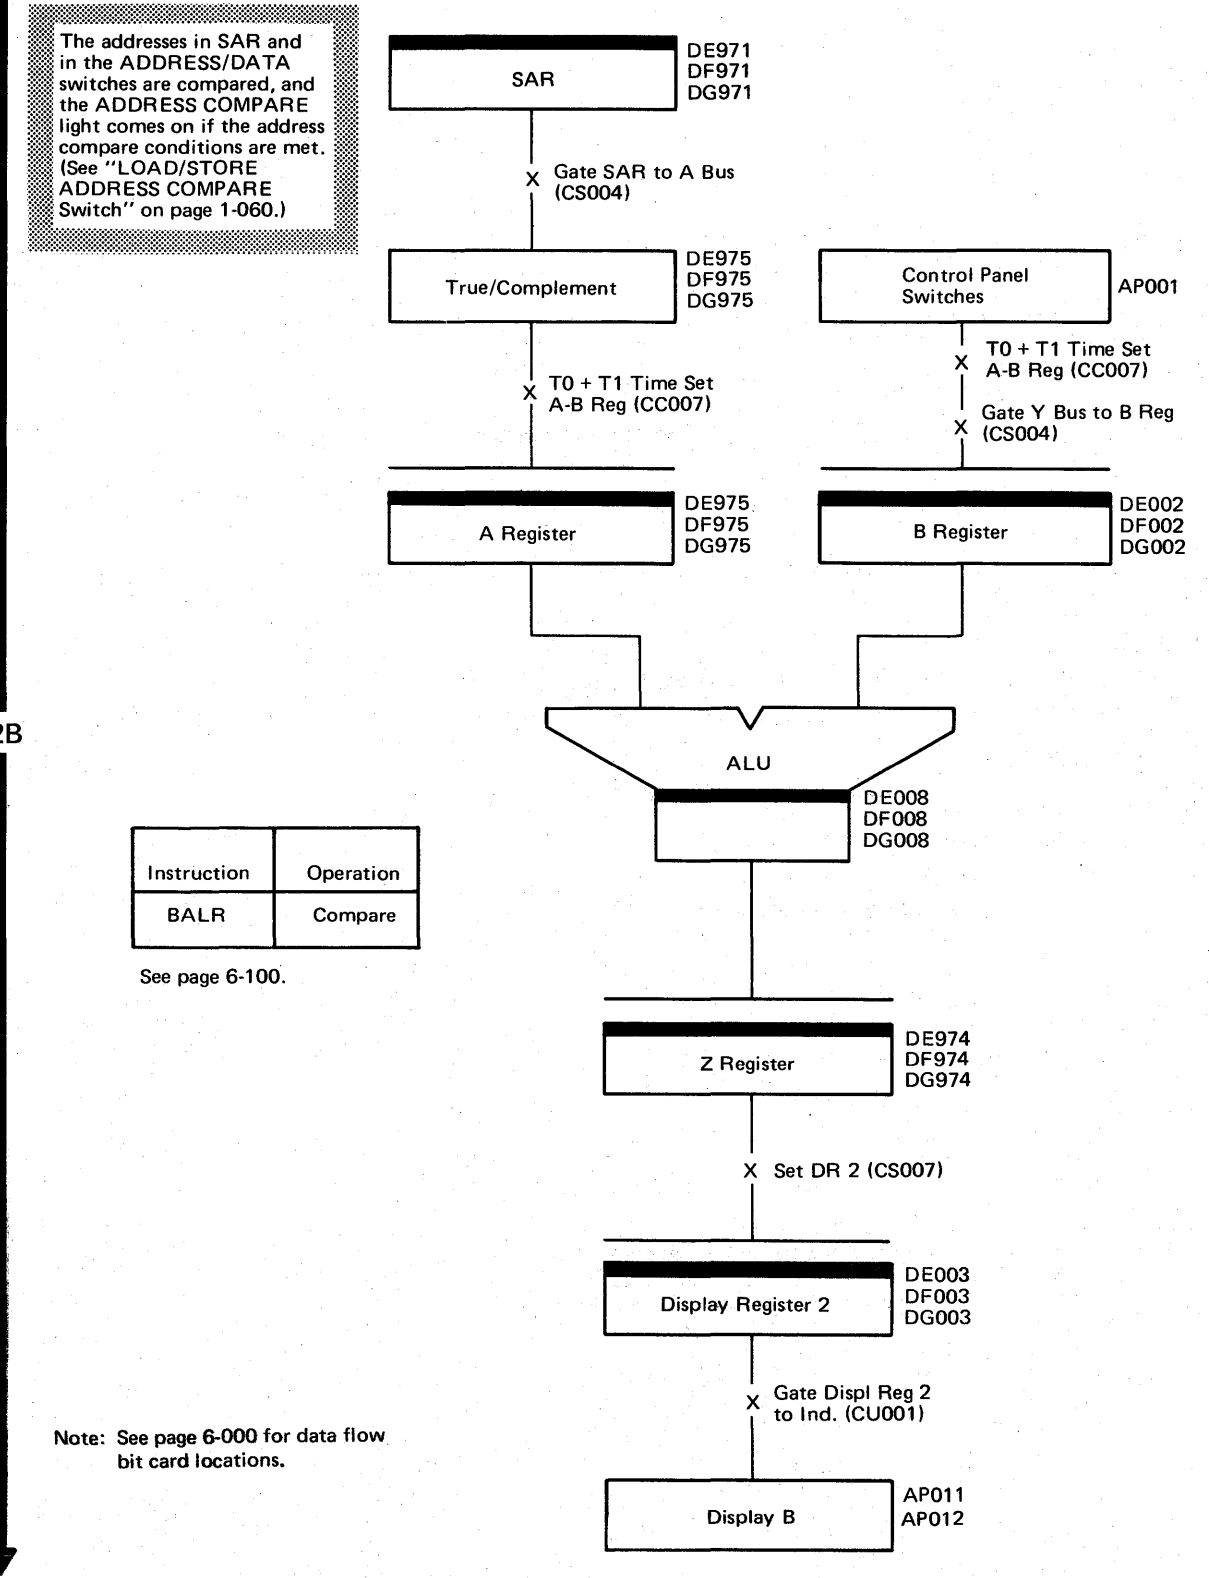 The addresses in SAR and
in the ADDRESS/DATA
switches are compared, and
the ADDRESS COMPARE
light comes on if the address
compare conditions are met.
(See "LOAD/STORE
ADDRESS COMPARE
Switch" on page 1-060.)
SAR
DE971
DF971
DG971
X Gate SAR to A Bus
(CS004)
True/Complement
DE975
DF975
DG975
Control Panel
Switches
AP001
X T0 + T1 Time Set
A-B Reg (CC007)
X T0 + T1 Time Set
A-B Reg (CC007)
X Gate Y Bus to B Reg
(CS004)
A Register
DE975
DF975
DG975
B Register
DE002
DF002
DG002
2B
ALU
DE008
DF008
DG008
Instruction Operation
BALR Compare
See page 6-100.
Z Register
DE974
DF974
DG974
X Set DR 2 (CS007)
Display Register 2
DE003
DF003
DG003
X Gate Displ Reg 2
to Ind. (CU001)
Note: See page 6-000 for data flow
bit card locations.
Display B
AP011
AP012